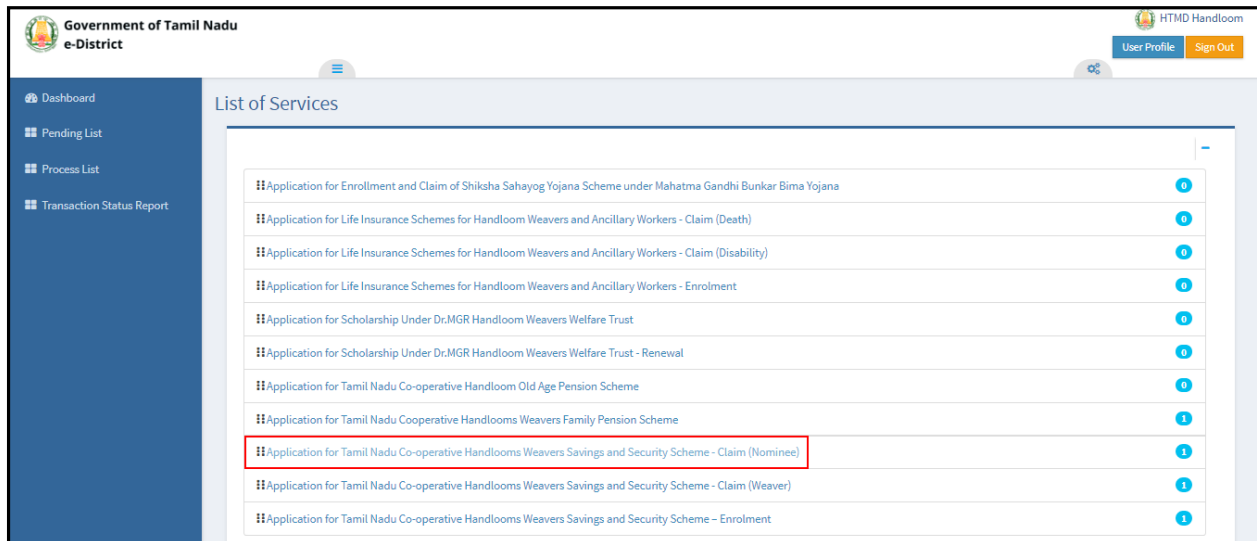 Government of Tamil Nadu
e-District
HTMD Handloom
User Profile Sign Out
Dashboard
Pending List
Process List
Transaction Status Report
List of Services
Application for Enrollment and Claim of Shiksha Sahayog Yojana Scheme under Mahatma Gandhi Bunkar Bima Yojana 0
Application for Life Insurance Schemes for Handloom Weavers and Ancillary Workers - Claim (Death) 0
Application for Life Insurance Schemes for Handloom Weavers and Ancillary Workers - Claim (Disability) 0
Application for Life Insurance Schemes for Handloom Weavers and Ancillary Workers - Enrolment 0
Application for Scholarship Under Dr.MGR Handloom Weavers Welfare Trust 0
Application for Scholarship Under Dr.MGR Handloom Weavers Welfare Trust - Renewal 0
Application for Tamil Nadu Co-operative Handloom Old Age Pension Scheme 0
Application for Tamil Nadu Cooperative Handlooms Weavers Family Pension Scheme 1
Application for Tamil Nadu Co-operative Handlooms Weavers Savings and Security Scheme - Claim (Nominee) 1
Application for Tamil Nadu Co-operative Handlooms Weavers Savings and Security Scheme - Claim (Weaver) 1
Application for Tamil Nadu Co-operative Handlooms Weavers Savings and Security Scheme – Enrolment 1